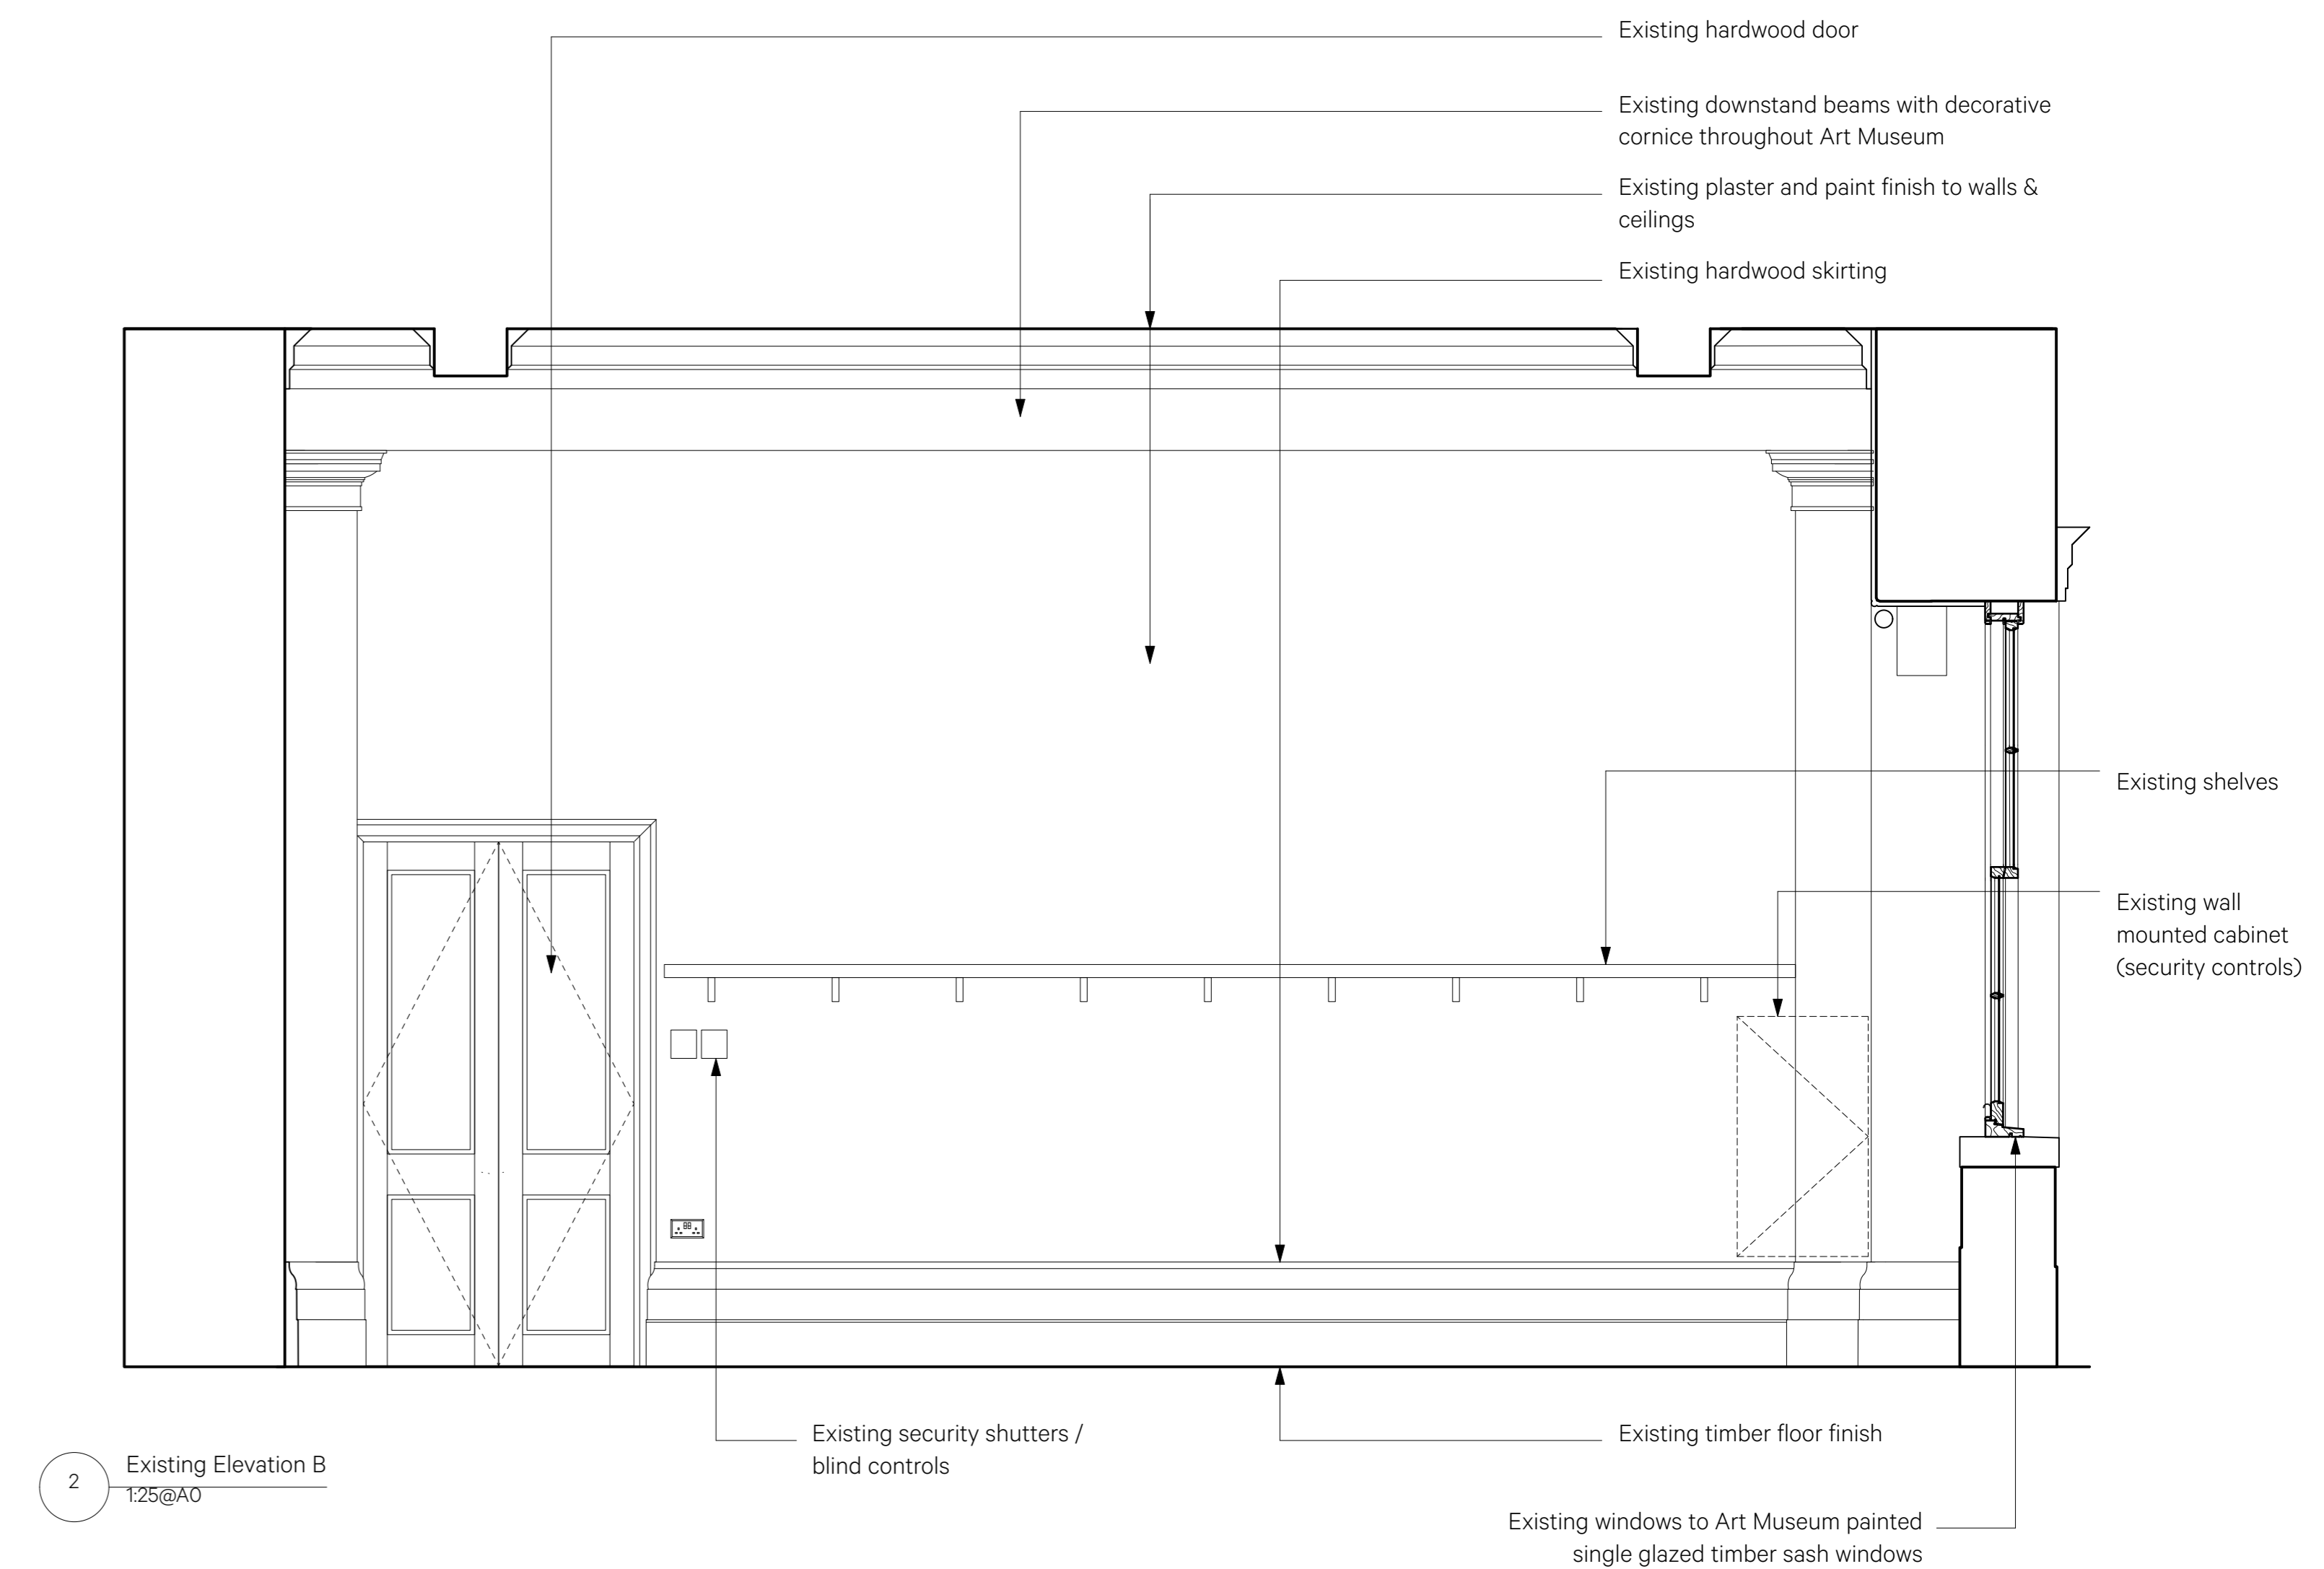 Existing hardwood door
Existing downstand beams with decorative
cornice throughout Art Museum
Existing plaster and paint finish to walls &
ceilings
Existing hardwood skirting
Existing shelves
Existing wall
mounted cabinet
(security controls)
Existing security shutters /
blind controls
Existing timber floor finish
2
Existing Elevation B
1:25@A0
Existing windows to Art Museum painted
single glazed timber sash windows